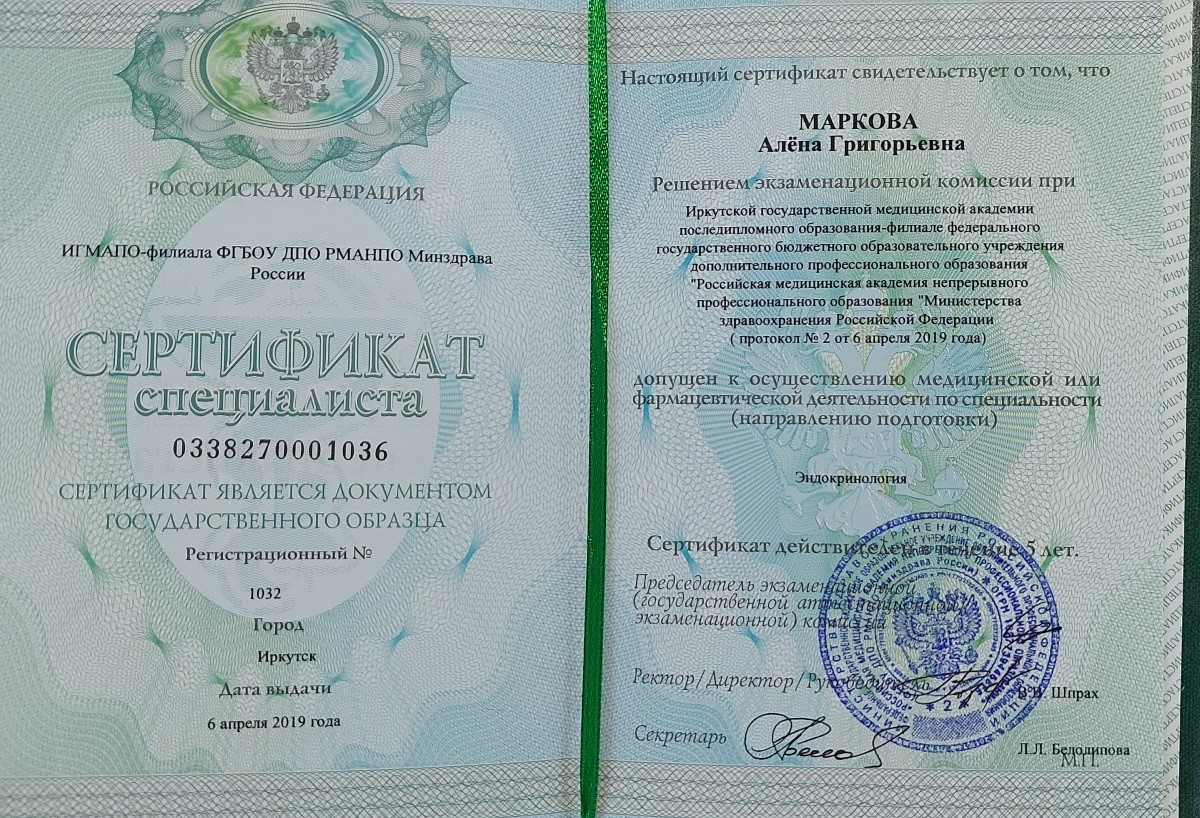 РОССИЙСКАЯ ФЕДЕРАЦИЯ
ИГМАПО-филиала ФГБОУ ДПО РМАНПО Минздрава
России
СЕРТИФИКАТ
специалиста
0338270001036
СЕРТИФИКАТ ЯВЛЯЕТСЯ ДОКУМЕНТОМ
ГОСУДАРСТВЕННОГО ОБРАЗЦА
Регистрационный №
1032
Город
Иркутск
Дата выдачи
6 апреля 2019 года
Настоящий сертификат свидетельствует о том, что
МАРКОВА
Алёна Григорьевна
Решением экзаменационной комиссии при
Иркутской государственной медицинской академии
последипломного образования-филиале федерального
государственного бюджетного образовательного учреждения
дополнительного профессионального образования
"Российская медицинская академия непрерывного
профессионального образования "Министерства
здравоохранения Российской Федерации
( протокол № 2 от 6 апреля 2019 года)
допущен к осуществлению медицинской или
фармацевтической деятельности по специальности
(направлению подготовки)
Эндокринология
Сертификат действителен в течение 5 лет.
Председатель экзаменационной
(государственной аттестационной,
экзаменационной) комиссии
Ректор/Директор/Руководитель
В.В. Шпрах
Секретарь
Л.Л. Белодипова
М.П.